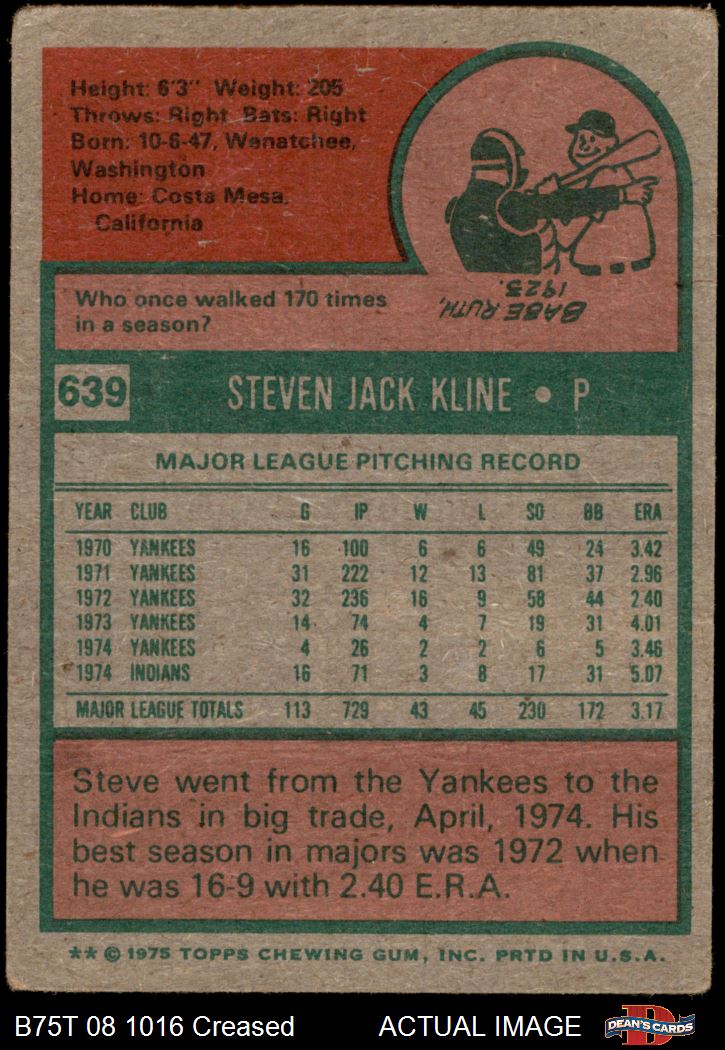 Height: 6'3" Weight: 205
Throws: Right Bats: Right
Born: 10-6-47, Wenatchee,
Washington
Home: Costa Mesa,
California
Who once walked 170 times
in a season?
BABE RUTH,
1923.
639 STEVEN JACK KLINE • P
MAJOR LEAGUE PITCHING RECORD
YEAR CLUB G IP W L SO BB ERA
1970 YANKEES 16 100 6 6 49 24 3.42
1971 YANKEES 31 222 12 13 81 37 2.96
1972 YANKEES 32 236 16 9 58 44 2.40
1973 YANKEES 14 74 4 7 19 31 4.01
1974 YANKEES 4 26 2 2 6 5 3.46
1974 INDIANS 16 71 3 8 17 31 5.07
MAJOR LEAGUE TOTALS 113 729 43 45 230 172 3.17
Steve went from the Yankees to the
Indians in big trade, April, 1974. His
best season in majors was 1972 when
he was 16-9 with 2.40 E.R.A.
** © 1975 TOPPS CHEWING GUM, INC. PRTD IN U.S.A.
B75T 08 1016 Creased ACTUAL IMAGE
D
DEAN'S CARDS